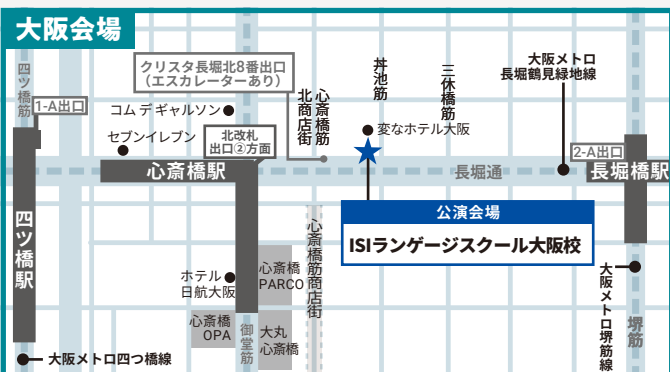 大阪会場
四ツ橋筋
1-A出口
クリスタ長堀北8番出口
（エスカレーターあり）
コム デ ギャルソン
セブンイレブン
北改札
出口②方面
心斎橋筋
北商店街
丼池筋
変なホテル大阪
三休橋筋
大阪メトロ
長堀鶴見緑地線
2-A出口
心斎橋駅
長堀通
長堀橋駅
公演会場
ISIランゲージスクール大阪校
四ツ橋駅
心斎橋筋商店街
ホテル
日航大阪
心斎橋
PARCO
心斎橋
OPA
御堂筋
大丸
心斎橋
大阪メトロ四つ橋線
大阪メトロ堺筋線
堺筋